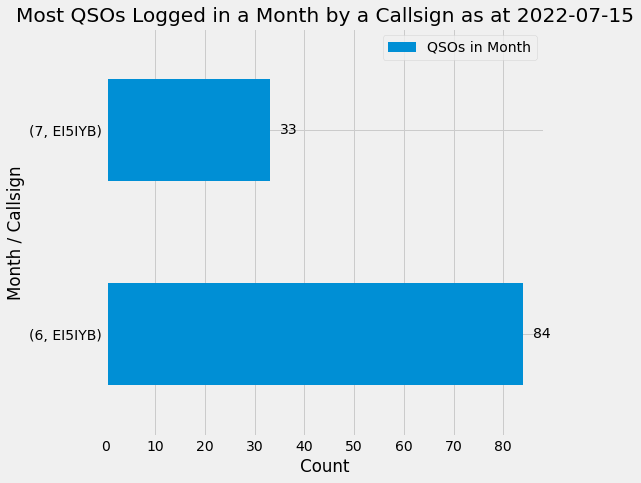 Most QSOs Logged in a Month by a Callsign as at 2022-07-15
QSOs in Month
(7, EI5IYB)
33
Month / Callsign
(6, EI5IYB)
84
0 10 20 30 40 50 60 70 80
Count